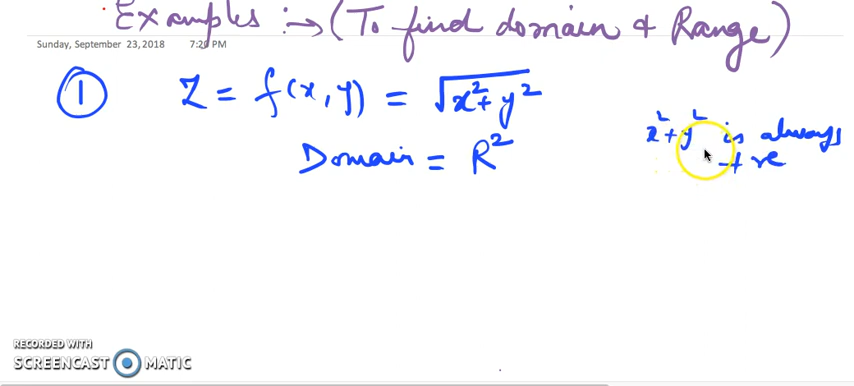 Examples :→ (To find domain & Range)
Sunday, September 23, 2018 7:20 PM
① Z = f(x, y) = √x²+y²
x²+y² is always
+ve
Domain = R²
RECORDED WITH
SCREENCAST MATIC